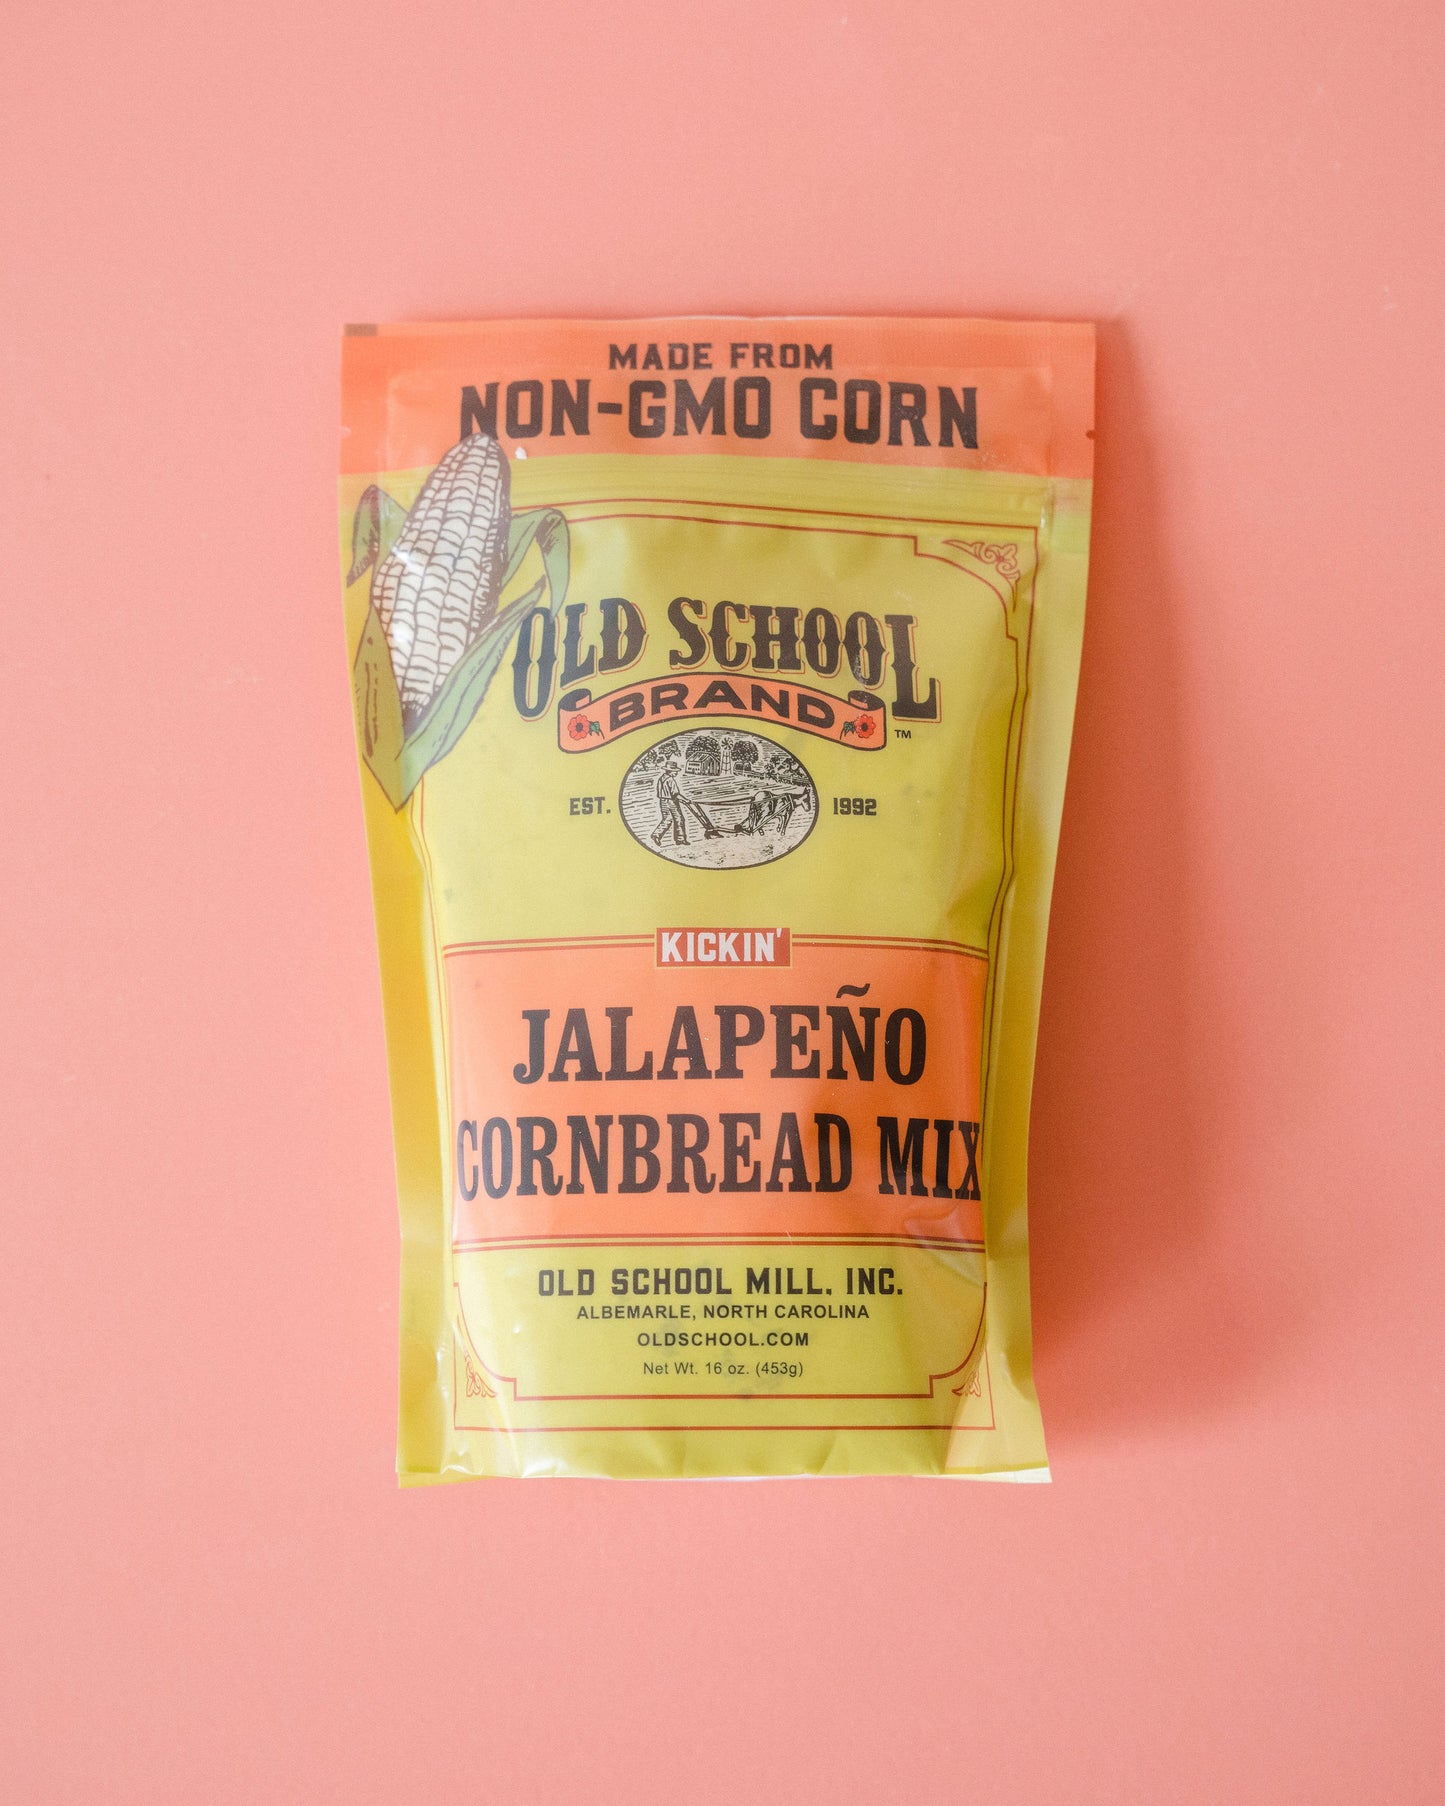 MADE FROM
NON-GMO CORN
OLD SCHOOL
BRAND
TM
EST. 1992
KICKIN'
JALAPEÑO
CORNBREAD MIX
OLD SCHOOL MILL, INC.
ALBEMARLE, NORTH CAROLINA
OLDSCHOOL.COM
Net Wt. 16 oz. (453g)